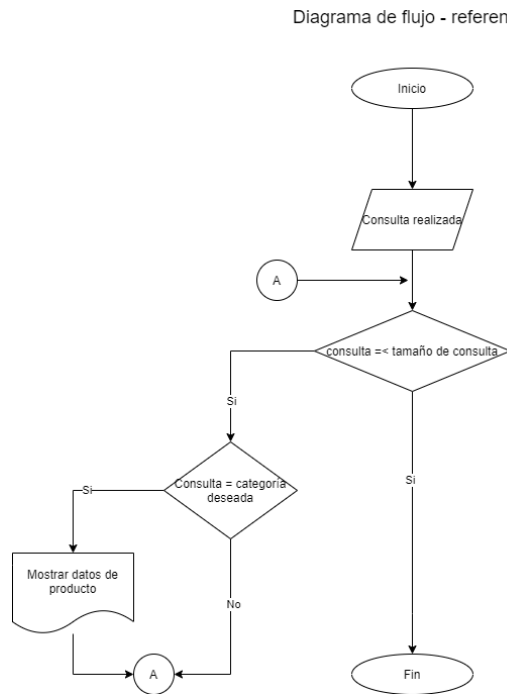 Diagrama de flujo - referen
Inicio
Consulta realizada
A
consulta =< tamaño de consulta
Si
Si
Consulta = categoría
deseada
Si
Mostrar datos de
producto
No
A
Fin